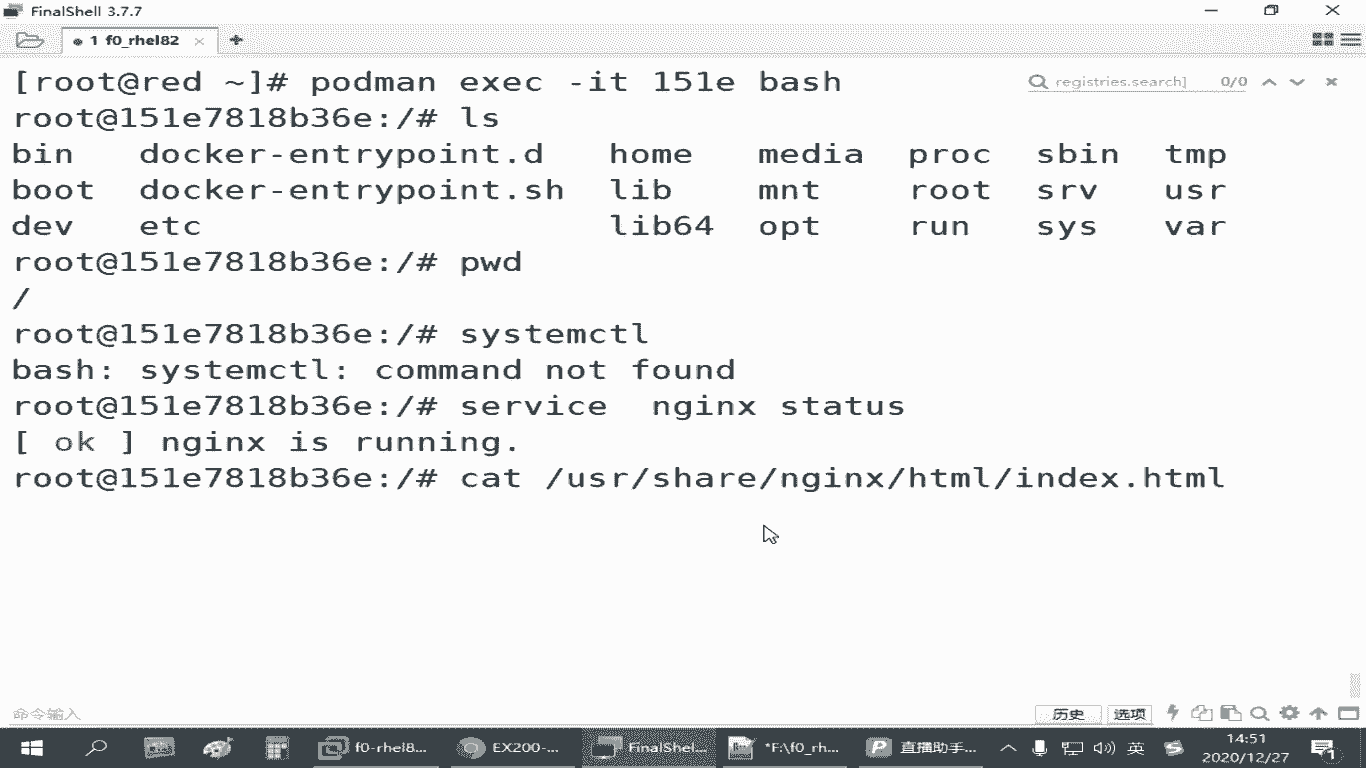 FinalShell 3.7.7
1 f0_rhel82
[root@red ~]# podman exec -it 151e bash
registries.search] 0/0
root@151e7818b36e:/# ls
bin docker-entrypoint.d home media proc sbin tmp
boot docker-entrypoint.sh lib mnt root srv usr
dev etc lib64 opt run sys var
root@151e7818b36e:/# pwd
/
root@151e7818b36e:/# systemctl
bash: systemctl: command not found
root@151e7818b36e:/# service  nginx status
[ ok ] nginx is running.
root@151e7818b36e:/# cat /usr/share/nginx/html/index.html
命令输入
历史 选项
f0-rhel8...
EX200-...
FinalShel...
*F:\f0_rh...
直播助手...
英
14:51
2020/12/27
1